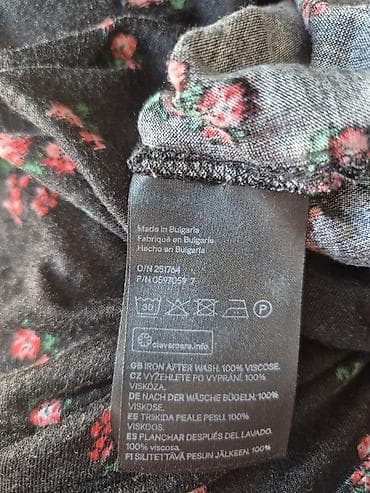 Made in Bulgaria
Fabriqué en Bulgarie
Hecho en Bulgaria
O/N 251764
P/N 0597059 7
30
P
clevercare.info
GB IRON AFTER WASH. 100% VISCOSE.
CZ VYŽEHLETE PO VYPRÁNÍ. 100%
VISKÓZA.
DE NACH DER WÄSCHE BÜGELN. 100%
VISKOSE.
EE TRIIKIDA PEALE PESU. 100%
VISKOOS.
ES PLANCHAR DESPUÉS DEL LAVADO.
100% viscosa.
FI SILITETTÄVÄ PESUN JÄLKEEN. 100%